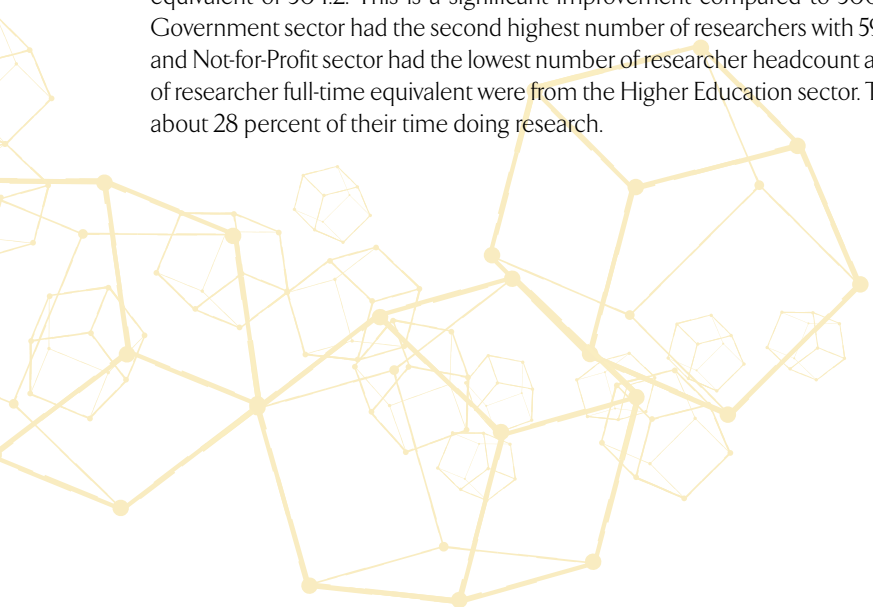 Government sector had the second highest number of researchers with 59
and Not-for-Profit sector had the lowest number of researcher headcount a
of researcher full-time equivalent were from the Higher Education sector. T
about 28 percent of their time doing research.